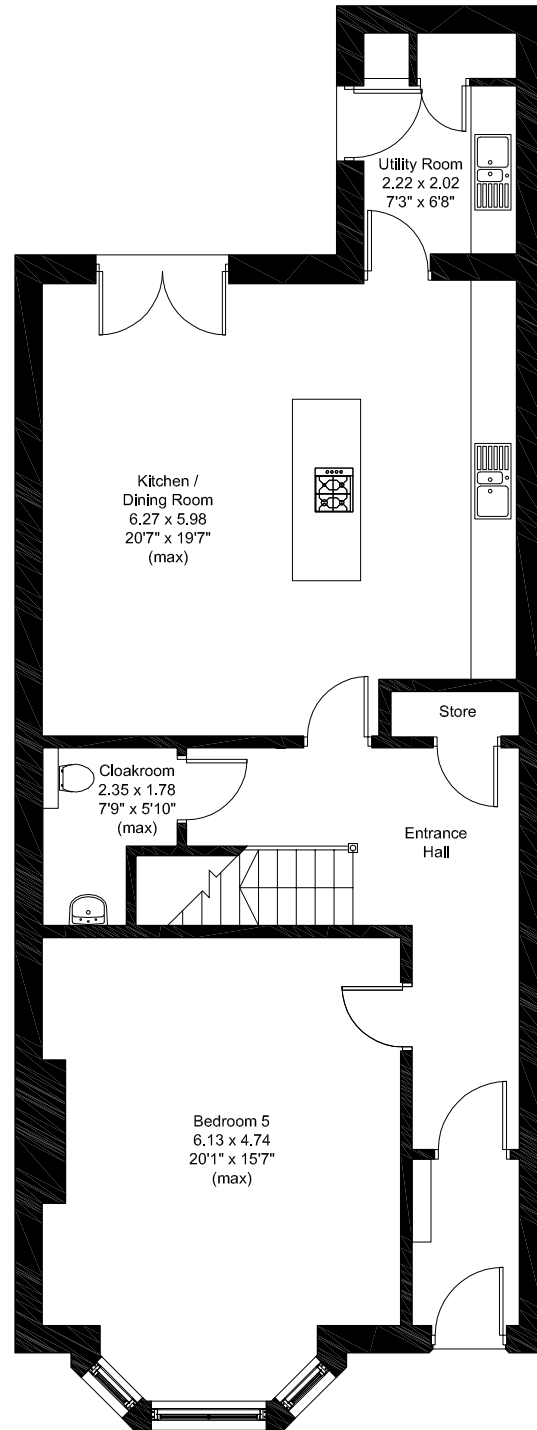 Utility Room
2.22 x 2.02
7'3" x 6'8"
Kitchen /
Dining Room
6.27 x 5.98
20'7" x 19'7"
(max)
Store
Cloakroom
2.35 x 1.78
7'9" x 5'10"
(max)
Entrance
Hall
Bedroom 5
6.13 x 4.74
20'1" x 15'7"
(max)